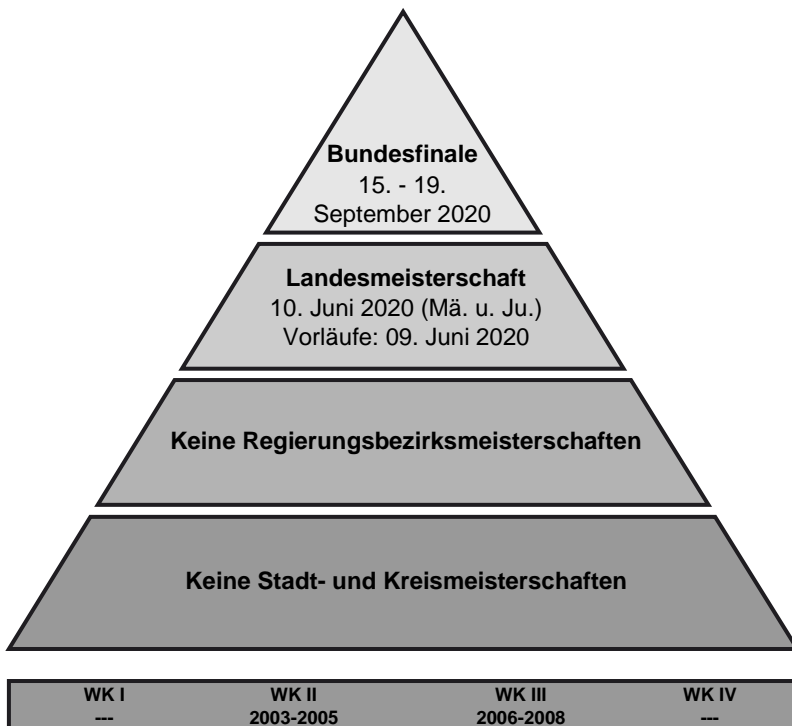 Bundesfinale
15. - 19.
September 2020
Landesmeisterschaft
10. Juni 2020 (Mä. u. Ju.)
Vorläufe: 09. Juni 2020
Keine Regierungsbezirksmeisterschaften
Keine Stadt- und Kreismeisterschaften
WK I WK II WK III WK IV
--- 2003-2005 2006-2008 ---